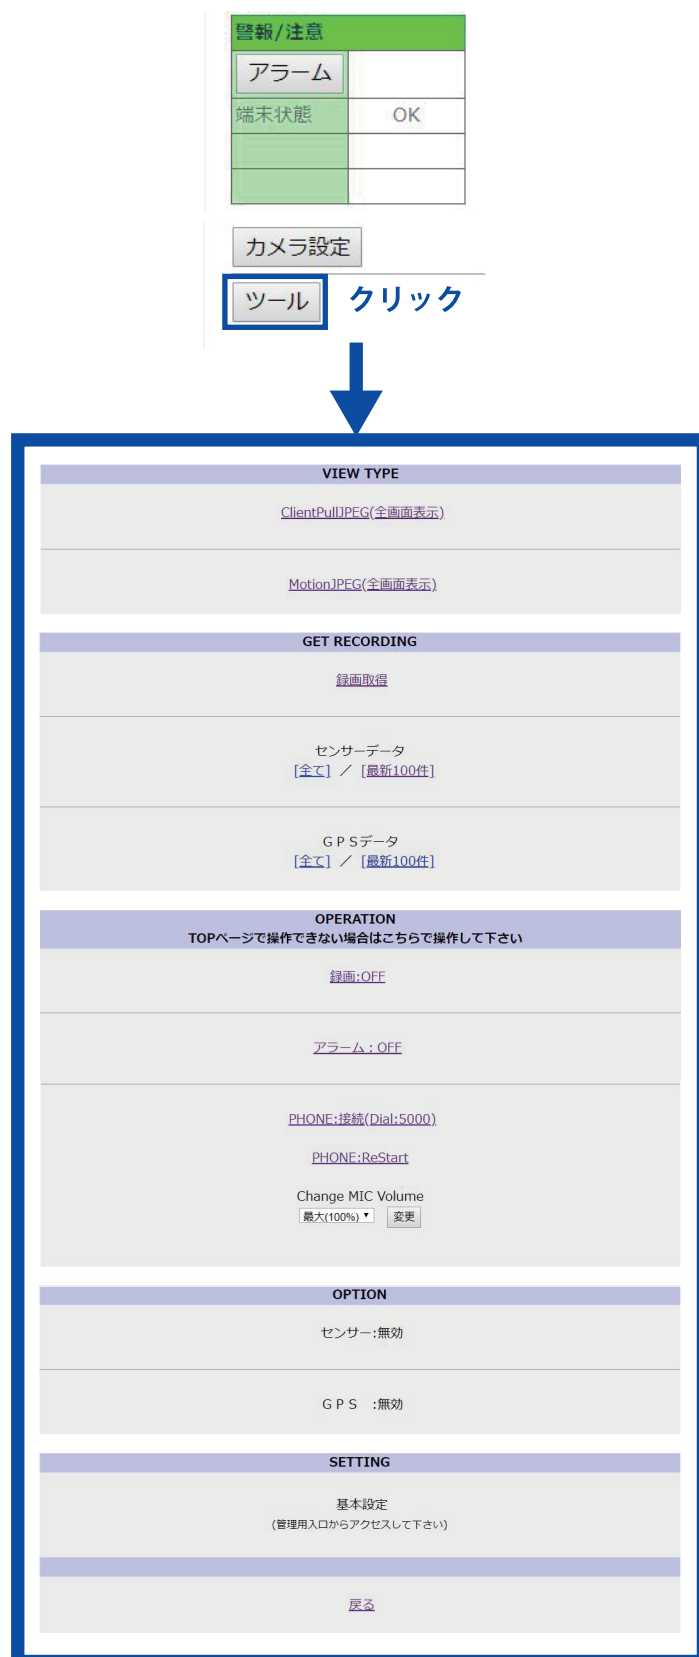 警報/注意
アラーム
端末状態 OK
カメラ設定
ツール クリック
VIEW TYPE
ClientPullJPEG(全画面表示)
MotionJPEG(全画面表示)
GET RECORDING
録画取得
センサーデータ
[全て] ／ [最新100件]
ＧＰＳデータ
[全て] ／ [最新100件]
OPERATION
TOPページで操作できない場合はこちらで操作して下さい
録画:OFF
アラーム：OFF
PHONE:接続(Dial:5000)
PHONE:ReStart
Change MIC Volume
最大(100%) ▼ 変更
OPTION
センサー:無効
ＧＰＳ :無効
SETTING
基本設定
(管理用入口からアクセスして下さい)
戻る